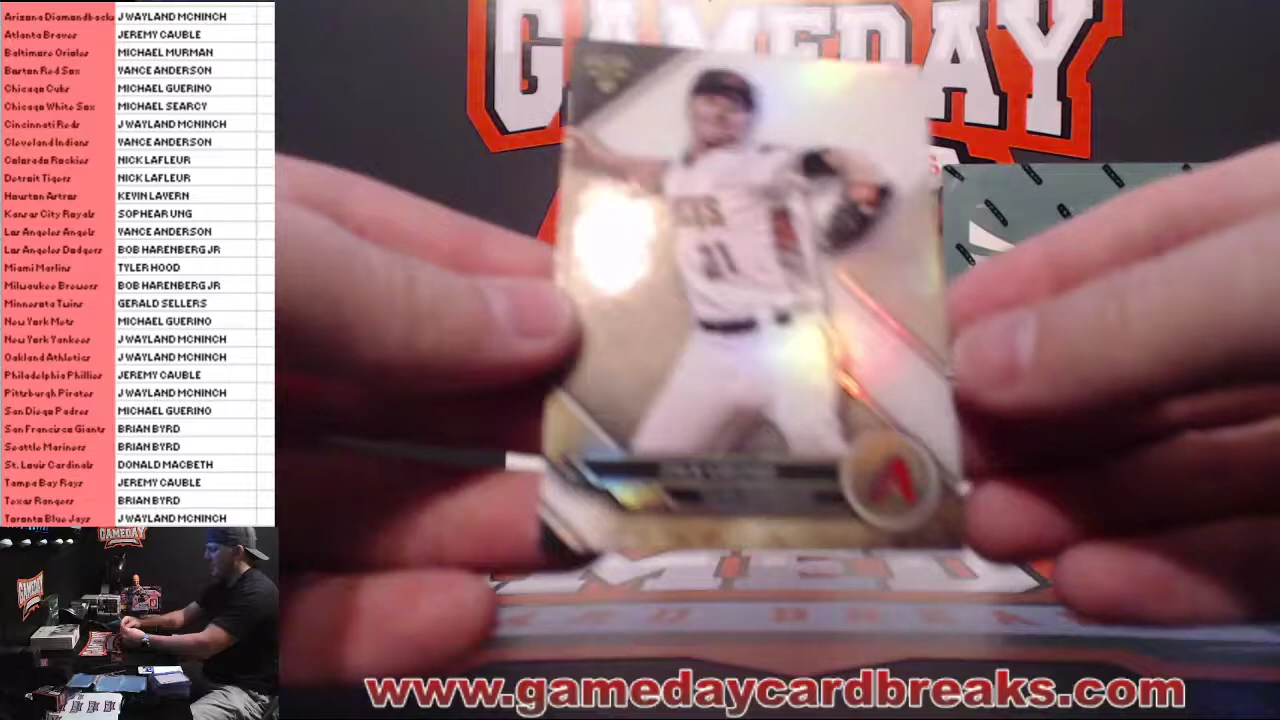 Arizona Diamondbacks J WAYLAND MCNINCH
Atlanta Braves JEREMY CAUBLE
Baltimore Orioles MICHAEL MURMAN
Boston Red Sox VANCE ANDERSON
Chicago Cubs MICHAEL GUERINO
Chicago White Sox MICHAEL SEARCY
Cincinnati Reds J WAYLAND MCNINCH
Cleveland Indians VANCE ANDERSON
Colorado Rockies NICK LAFLEUR
Detroit Tigers NICK LAFLEUR
Houston Astros KEVIN LAVERN
Kansas City Royals SOPHEAR UNG
Los Angeles Angels VANCE ANDERSON
Los Angeles Dodgers BOB HARENBERG JR
Miami Marlins TYLER HOOD
Milwaukee Brewers BOB HARENBERG JR
Minnesota Twins GERALD SELLERS
New York Mets MICHAEL GUERINO
New York Yankees J WAYLAND MCNINCH
Oakland Athletics J WAYLAND MCNINCH
Philadelphia Phillies JEREMY CAUBLE
Pittsburgh Pirates J WAYLAND MCNINCH
San Diego Padres MICHAEL GUERINO
San Francisco Giants BRIAN BYRD
Seattle Mariners BRIAN BYRD
St. Louis Cardinals DONALD MACBETH
Tampa Bay Rays JEREMY CAUBLE
Texas Rangers BRIAN BYRD
Toronto Blue Jays J WAYLAND MCNINCH
GAMEDAY
21
A
GAMEDAY
GAMEDAY
www.gamedaycardbreaks.com